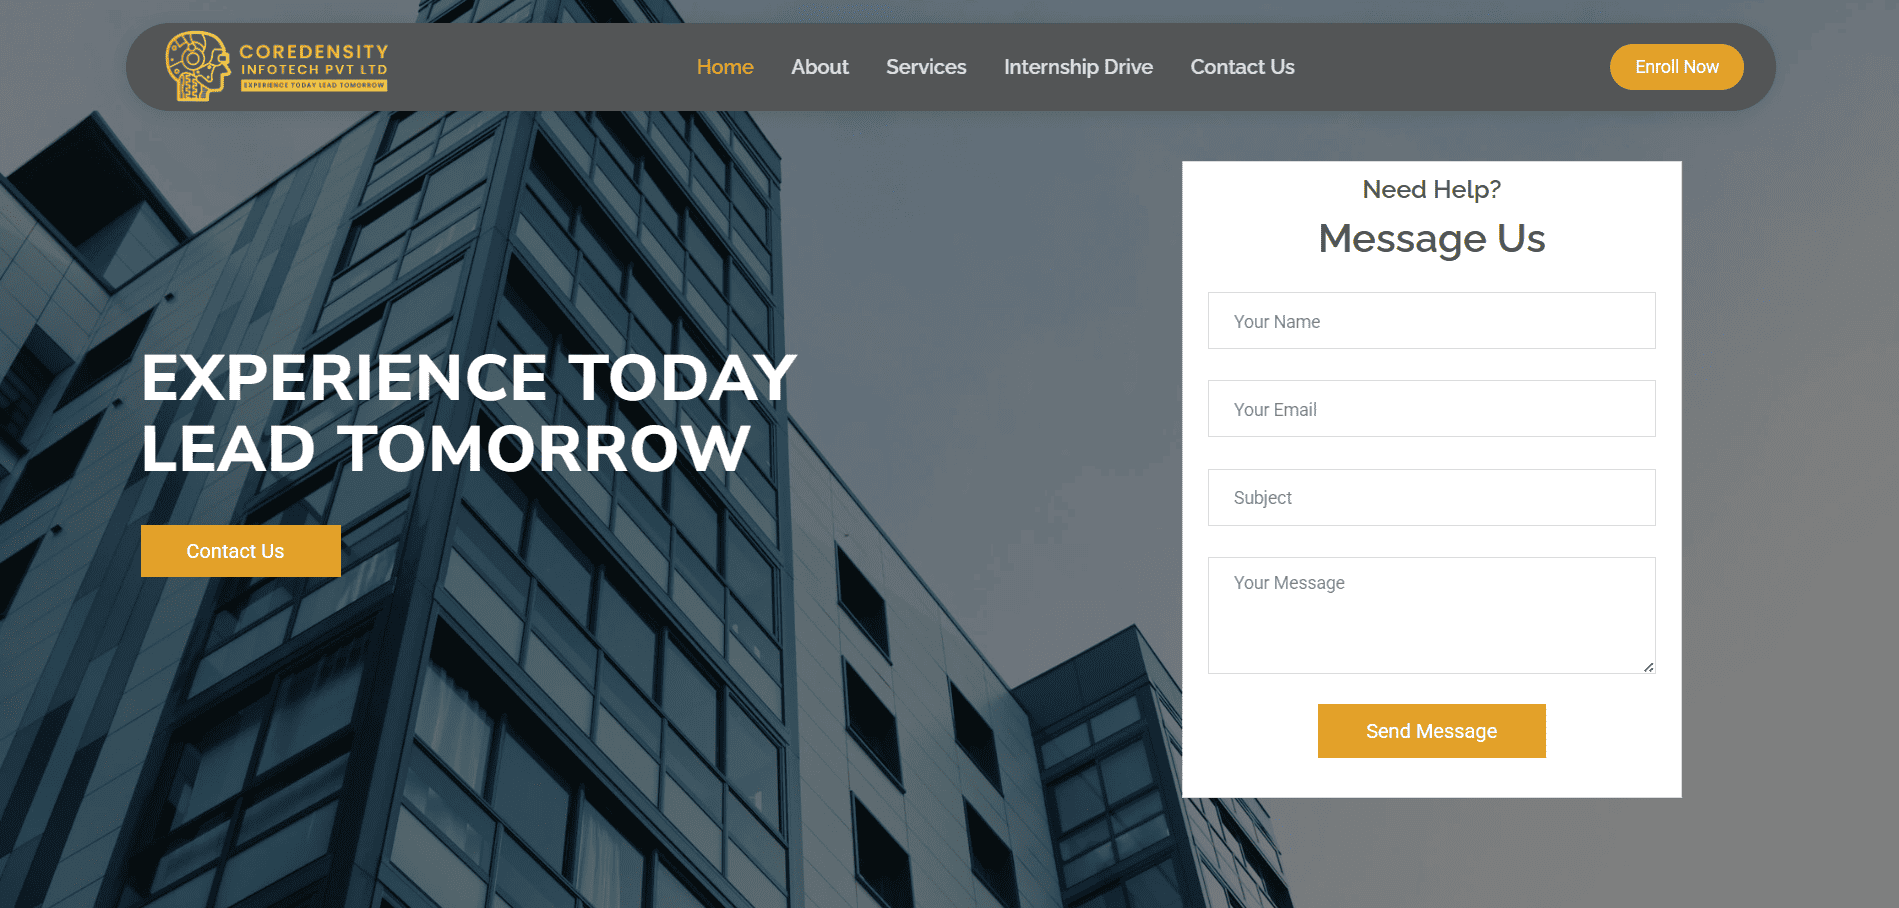 COREDENSITY
INFOTECH PVT LTD
EXPERIENCE TODAY LEAD TOMORROW
Home
About
Services
Internship Drive
Contact Us
Enroll Now
EXPERIENCE TODAY
LEAD TOMORROW
Contact Us
Need Help?
Message Us
Your Name
Your Email
Subject
Your Message
Send Message